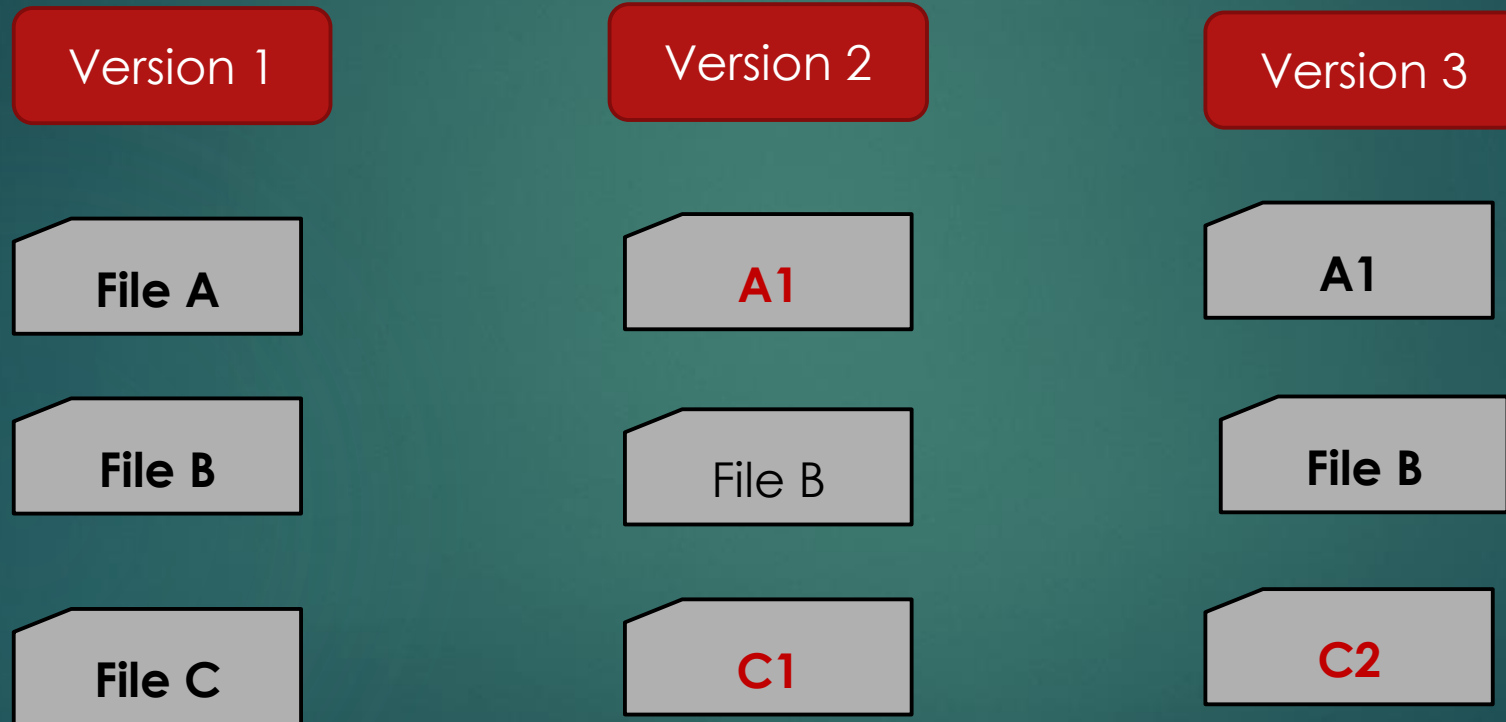 Version 1
Version 2
Version 3
File A
A1
A1
File B
File B
File B
File C
C1
C2